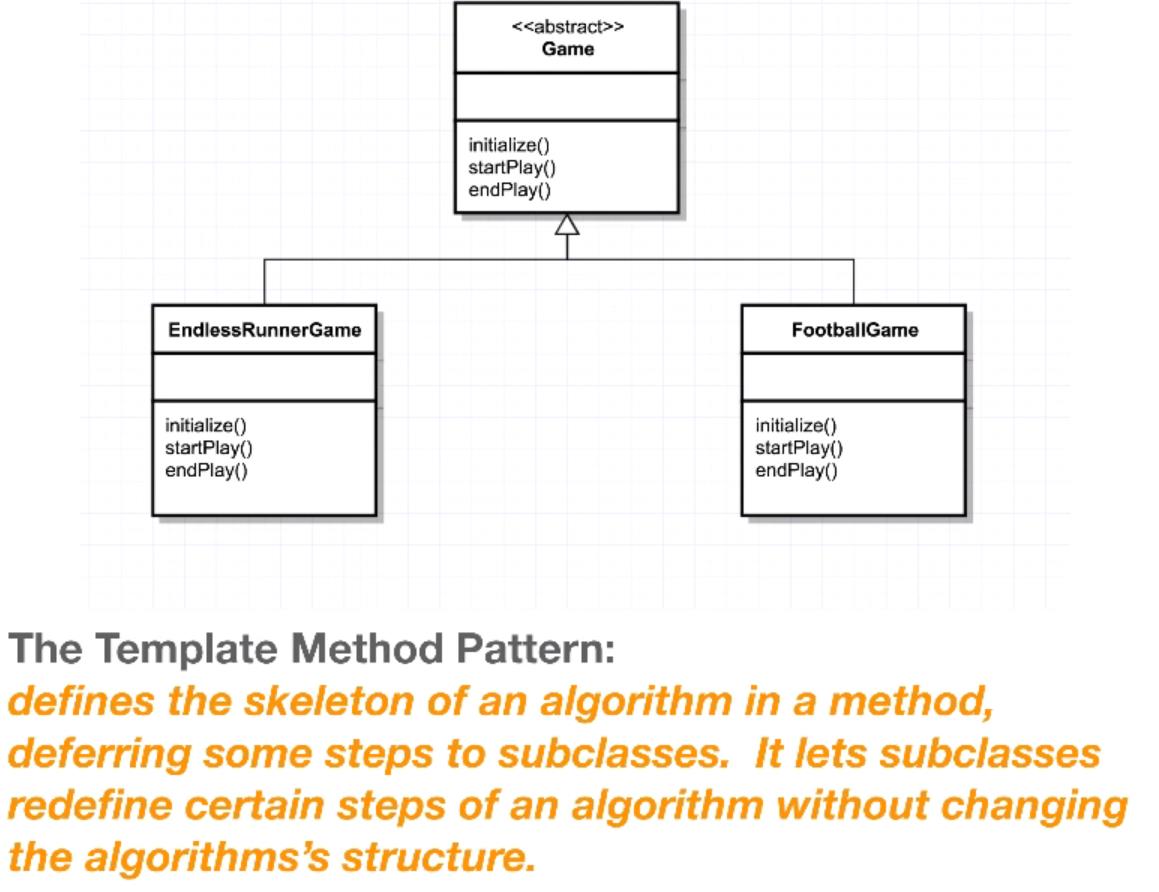 <<abstract>>
Game
initialize()
startPlay()
endPlay()
EndlessRunnerGame
initialize()
startPlay()
endPlay()
FootballGame
initialize()
startPlay()
endPlay()
The Template Method Pattern:
defines the skeleton of an algorithm in a method,
deferring some steps to subclasses.  It lets subclasses
redefine certain steps of an algorithm without changing
the algorithms’s structure.